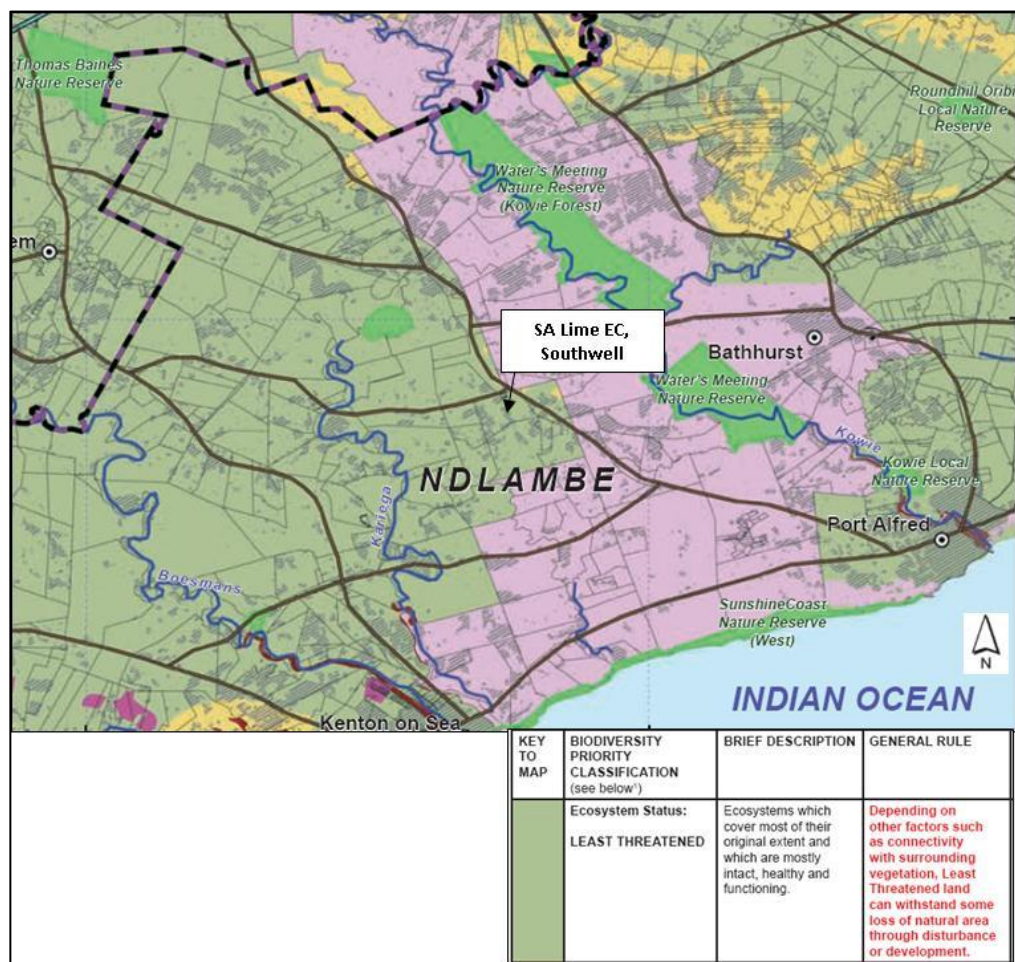 Thomas Baines
Nature Reserve
Roundhill Oribi
Local Nature
Reserve
Water's Meeting
Nature Reserve
(Kowie Forest)
em
SA Lime EC,
Southwell
Bathhurst
Water's Meeting
Nature Reserve
Kowie
NDLAMBE
Kariega
Kowie Local
Nature Reserve
Port Alfred
Boesmans
SunshineCoast
Nature Reserve
(West)
N
INDIAN OCEAN
Kenton on Sea
KEY
TO
MAP
BIODIVERSITY
PRIORITY
CLASSIFICATION
(see below¹)
BRIEF DESCRIPTION
GENERAL RULE
Ecosystem Status:
LEAST THREATENED
Ecosystems which
cover most of their
original extent and
which are mostly
intact, healthy and
functioning.
Depending on
other factors such
as connectivity
with surrounding
vegetation, Least
Threatened land
can withstand some
loss of natural area
through disturbance
or development.